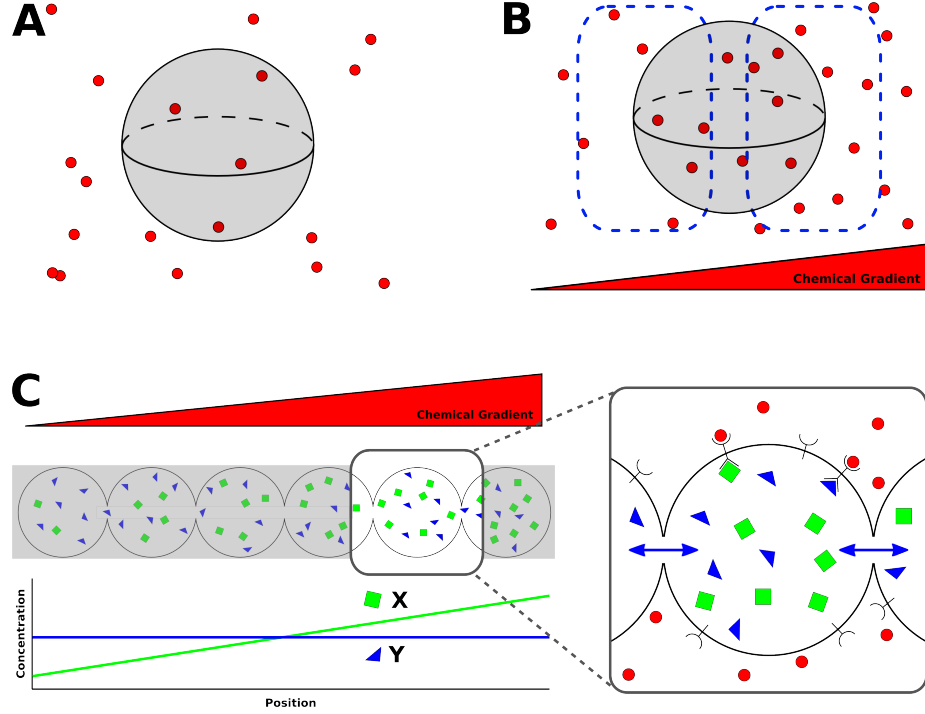 A
B
Chemical Gradient
C
Chemical Gradient
X
Y
Concentration
Position